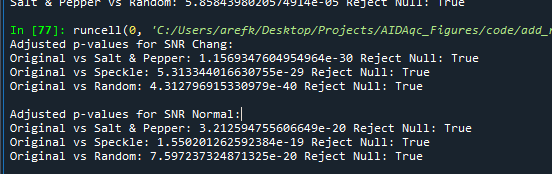 Salt & Pepper vs Random: 5.8584398020574914e-05 Reject Null: True
In [77]: runcell(0, 'C:/Users/arefk/Desktop/Projects/AIDAqc_Figures/code/add_
Adjusted p-values for SNR Chang:
Original vs Salt & Pepper: 1.1569347604954964e-30 Reject Null: True
Original vs Speckle: 5.313344016630755e-29 Reject Null: True
Original vs Random: 4.312796915330979e-40 Reject Null: True
Adjusted p-values for SNR Normal:
Original vs Salt & Pepper: 3.212594755606649e-20 Reject Null: True
Original vs Speckle: 1.550201262592384e-19 Reject Null: True
Original vs Random: 7.597237324871325e-20 Reject Null: True